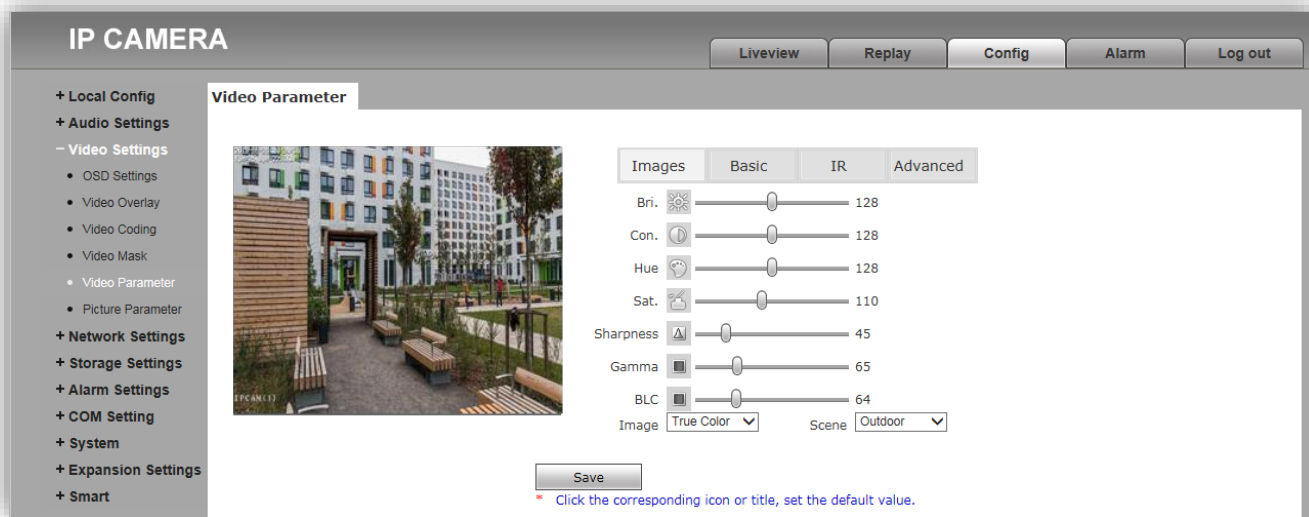 IP CAMERA
Liveview Replay Config Alarm Log out
+ Local Config
+ Audio Settings
− Video Settings
• OSD Settings
• Video Overlay
• Video Coding
• Video Mask
• Video Parameter
• Picture Parameter
+ Network Settings
+ Storage Settings
+ Alarm Settings
+ COM Setting
+ System
+ Expansion Settings
+ Smart
Video Parameter
IPCAM(1)
Images Basic IR Advanced
Bri. 128
Con. 128
Hue 128
Sat. 110
Sharpness A 45
Gamma 65
BLC 64
Image True Color Scene Outdoor
Save
* Click the corresponding icon or title, set the default value.